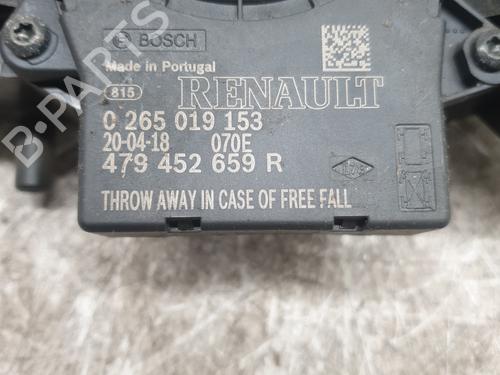 BOSCH
Made in Portugal
815
RENAULT
0 265 019 153
20-04-18 070E
479 452 659 R
THROW AWAY IN CASE OF FREE FALL
B-PARTS